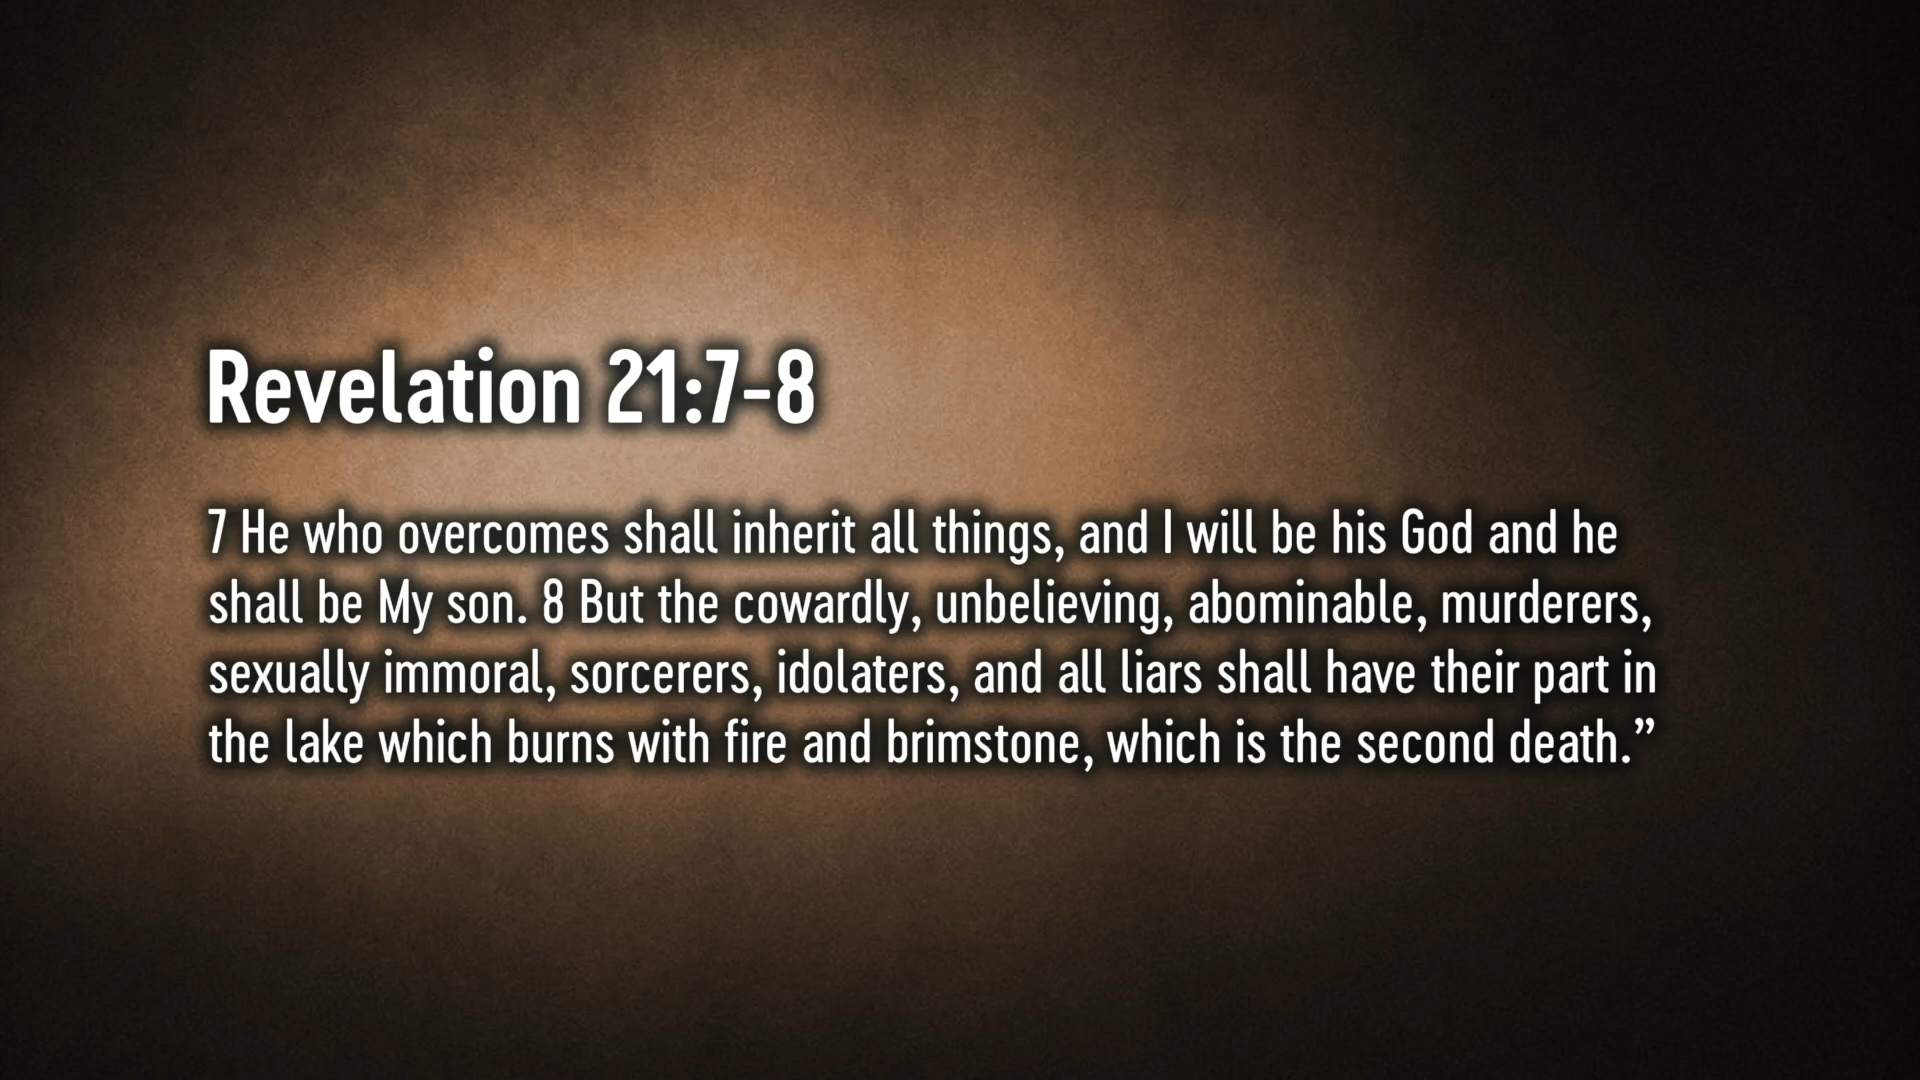 Revelation 21:7-8
7 He who overcomes shall inherit all things, and I will be his God and he
shall be My son. 8 But the cowardly, unbelieving, abominable, murderers,
sexually immoral, sorcerers, idolaters, and all liars shall have their part in
the lake which burns with fire and brimstone, which is the second death.”